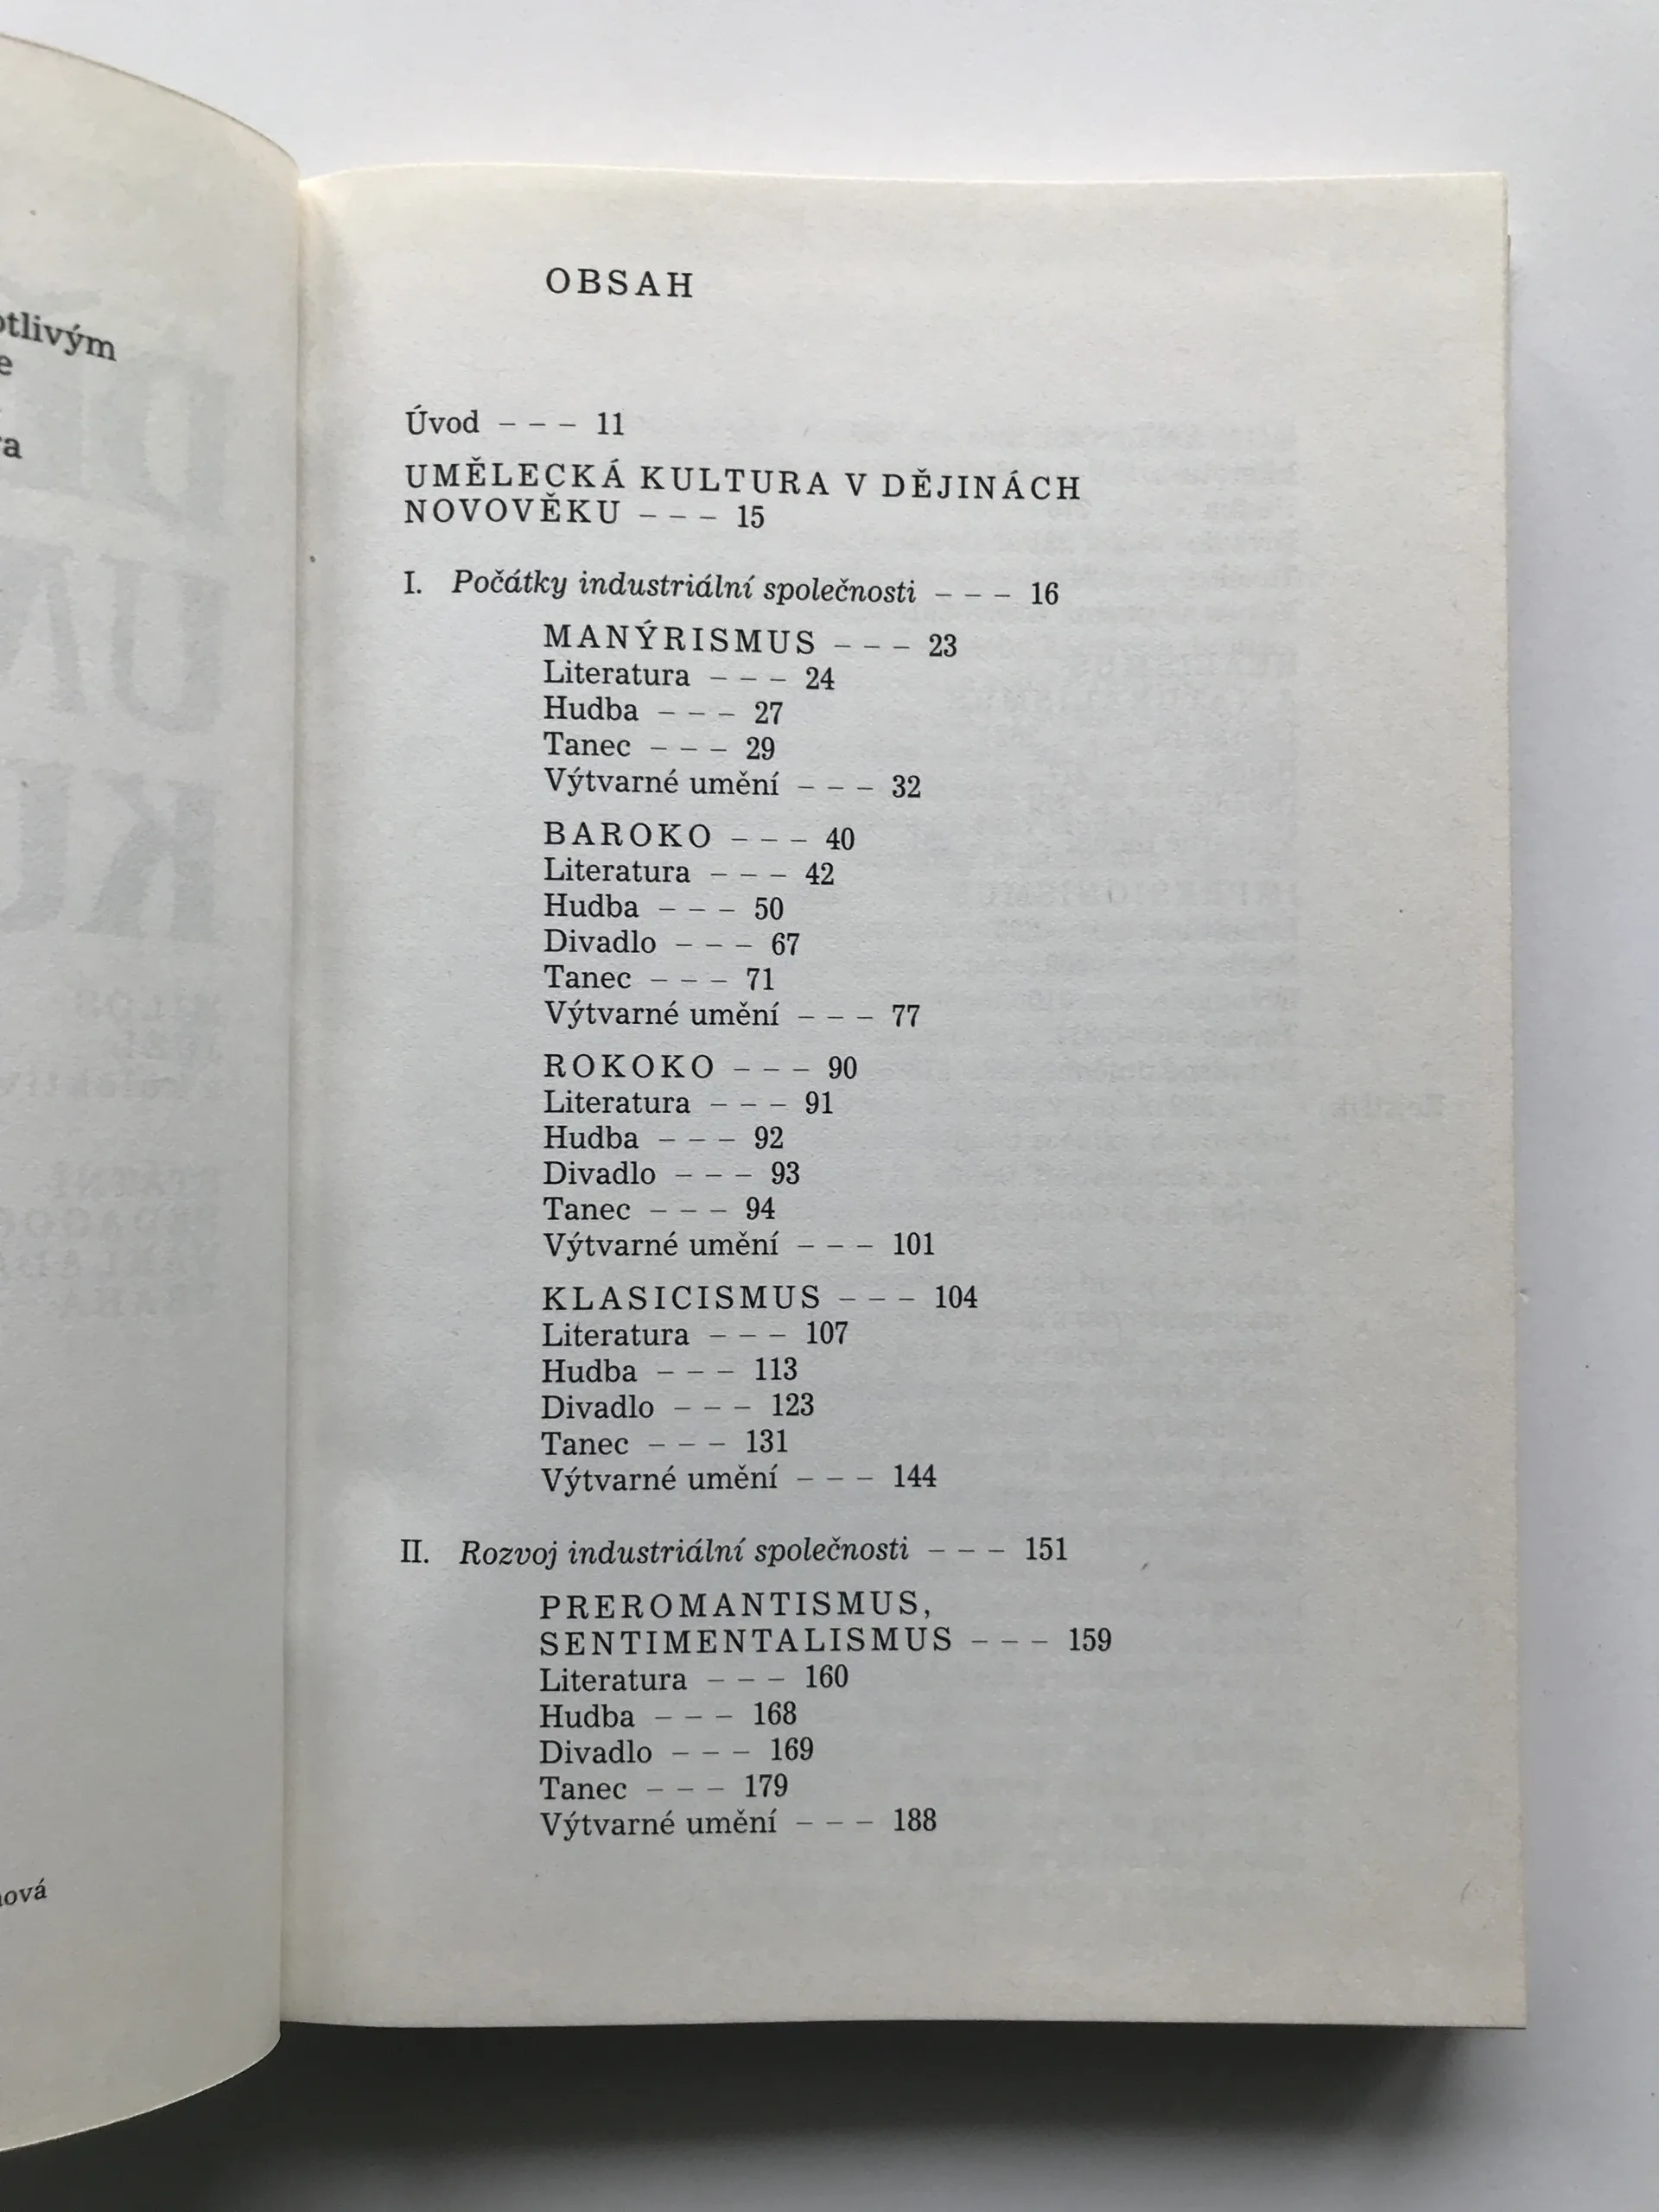 otlivým
e
ra
nová
OBSAH
Úvod – – – 11
UMĚLECKÁ KULTURA V DĚJINÁCH
NOVOVĚKU – – – 15
I. Počátky industriální společnosti – – – 16
MANÝRISMUS – – – 23
Literatura – – – 24
Hudba – – – 27
Tanec – – – 29
Výtvarné umění – – – 32
BAROKO – – – 40
Literatura – – – 42
Hudba – – – 50
Divadlo – – – 67
Tanec – – – 71
Výtvarné umění – – – 77
ROKOKO – – – 90
Literatura – – – 91
Hudba – – – 92
Divadlo – – – 93
Tanec – – – 94
Výtvarné umění – – – 101
KLASICISMUS – – – 104
Literatura – – – 107
Hudba – – – 113
Divadlo – – – 123
Tanec – – – 131
Výtvarné umění – – – 144
II. Rozvoj industriální společnosti – – – 151
PREROMANTISMUS,
SENTIMENTALISMUS – – – 159
Literatura – – – 160
Hudba – – – 168
Divadlo – – – 169
Tanec – – – 179
Výtvarné umění – – – 188